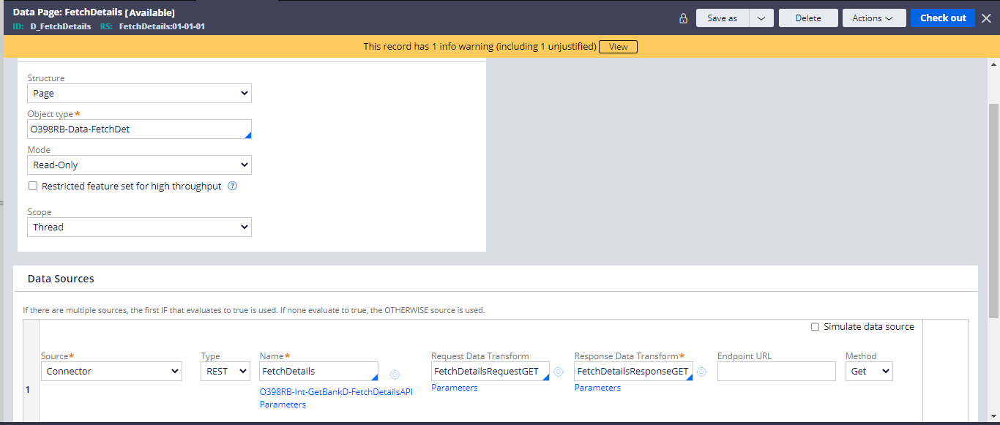 Data Page: FetchDetails [Available]
ID: D_FetchDetails RS: FetchDetails:01-01-01
Save as
Delete
Actions
Check out
This record has 1 info warning (including 1 unjustified) View
Structure
Page
Object type*
O398RB-Data-FetchDet
Mode
Read-Only
Restricted feature set for high throughput ?
Scope
Thread
Data Sources
If there are multiple sources, the first IF that evaluates to true is used. If none evaluate to true, the OTHERWISE source is used.
Simulate data source
Source* Type Name* Request Data Transform Response Data Transform* Endpoint URL Method
Connector REST FetchDetails FetchDetailsRequestGET FetchDetailsResponseGET Get
1 O398RB-Int-GetBankD-FetchDetailsAPI Parameters Parameters
Parameters